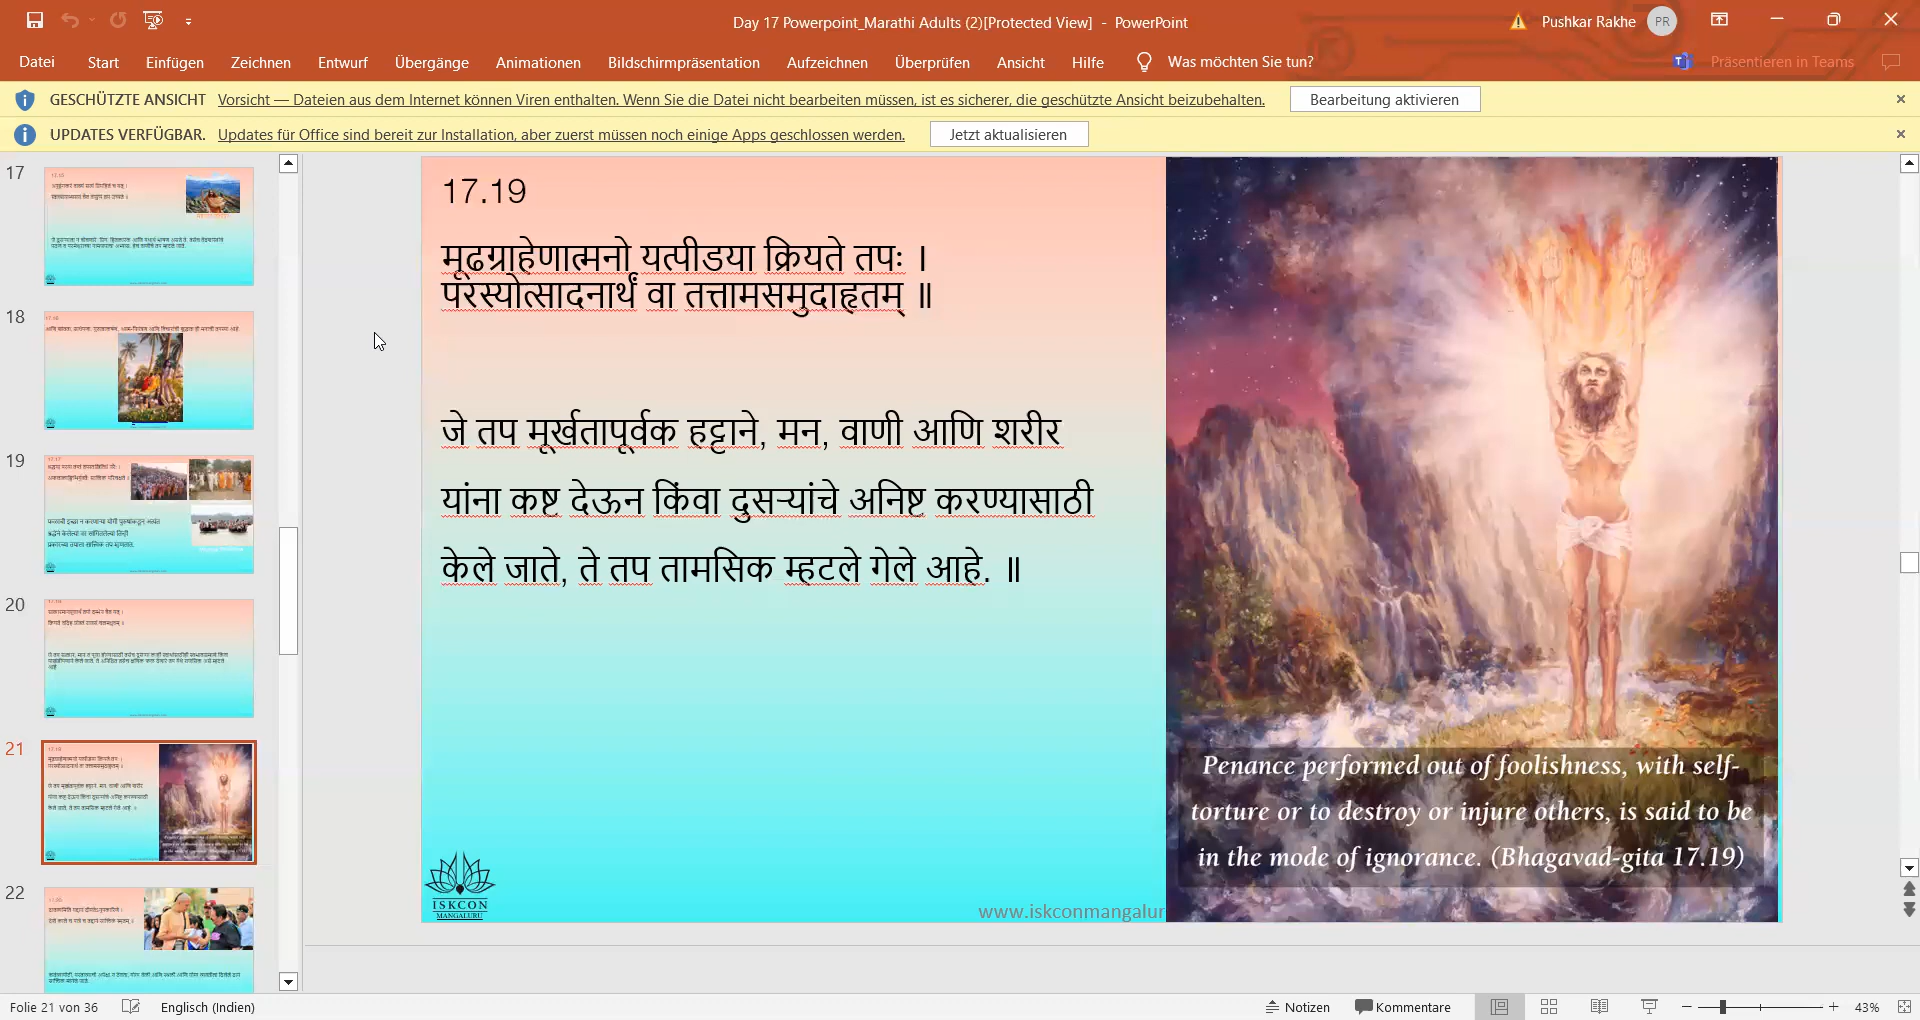 Day 17 Powerpoint_Marathi Adults (2)[Protected View] - PowerPoint
Pushkar Rakhe PR
Datei Start Einfügen Zeichnen Entwurf Übergänge Animationen Bildschirmpräsentation Aufzeichnen Überprüfen Ansicht Hilfe Was möchten Sie tun? Präsentieren in Teams
GESCHÜTZTE ANSICHT Vorsicht — Dateien aus dem Internet können Viren enthalten. Wenn Sie die Datei nicht bearbeiten müssen, ist es sicherer, die geschützte Ansicht beizubehalten. Bearbeitung aktivieren
UPDATES VERFÜGBAR. Updates für Office sind bereit zur Installation, aber zuerst müssen noch einige Apps geschlossen werden. Jetzt aktualisieren
17
18
19
20
21
22
17.19
मूढग्राहेणात्मनो यत्पीडया क्रियते तपः ।
परस्योत्सादनार्थं वा तत्तामसमुदाहृतम् ॥
जे तप मूर्खतापूर्वक हट्टाने, मन, वाणी आणि शरीर
यांना कष्ट देऊन किंवा दुसऱ्यांचे अनिष्ट करण्यासाठी
केले जाते, ते तप तामसिक म्हटले गेले आहे. ॥
Penance performed out of foolishness, with self-
torture or to destroy or injure others, is said to be
in the mode of ignorance. (Bhagavad-gita 17.19)
ISKCON
MANGALURU
www.iskconmangalur
Folie 21 von 36 Englisch (Indien) Notizen Kommentare 43%